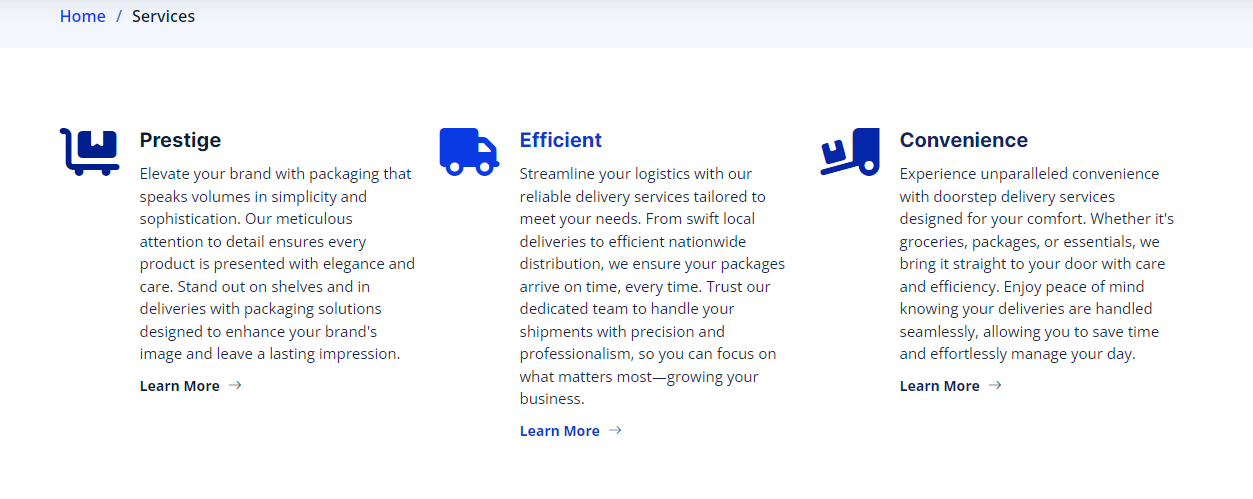 Home / Services
Prestige
Elevate your brand with packaging that
speaks volumes in simplicity and
sophistication. Our meticulous
attention to detail ensures every
product is presented with elegance and
care. Stand out on shelves and in
deliveries with packaging solutions
designed to enhance your brand's
image and leave a lasting impression.
Learn More →
Efficient
Streamline your logistics with our
reliable delivery services tailored to
meet your needs. From swift local
deliveries to efficient nationwide
distribution, we ensure your packages
arrive on time, every time. Trust our
dedicated team to handle your
shipments with precision and
professionalism, so you can focus on
what matters most—growing your
business.
Learn More →
Convenience
Experience unparalleled convenience
with doorstep delivery services
designed for your comfort. Whether it's
groceries, packages, or essentials, we
bring it straight to your door with care
and efficiency. Enjoy peace of mind
knowing your deliveries are handled
seamlessly, allowing you to save time
and effortlessly manage your day.
Learn More →